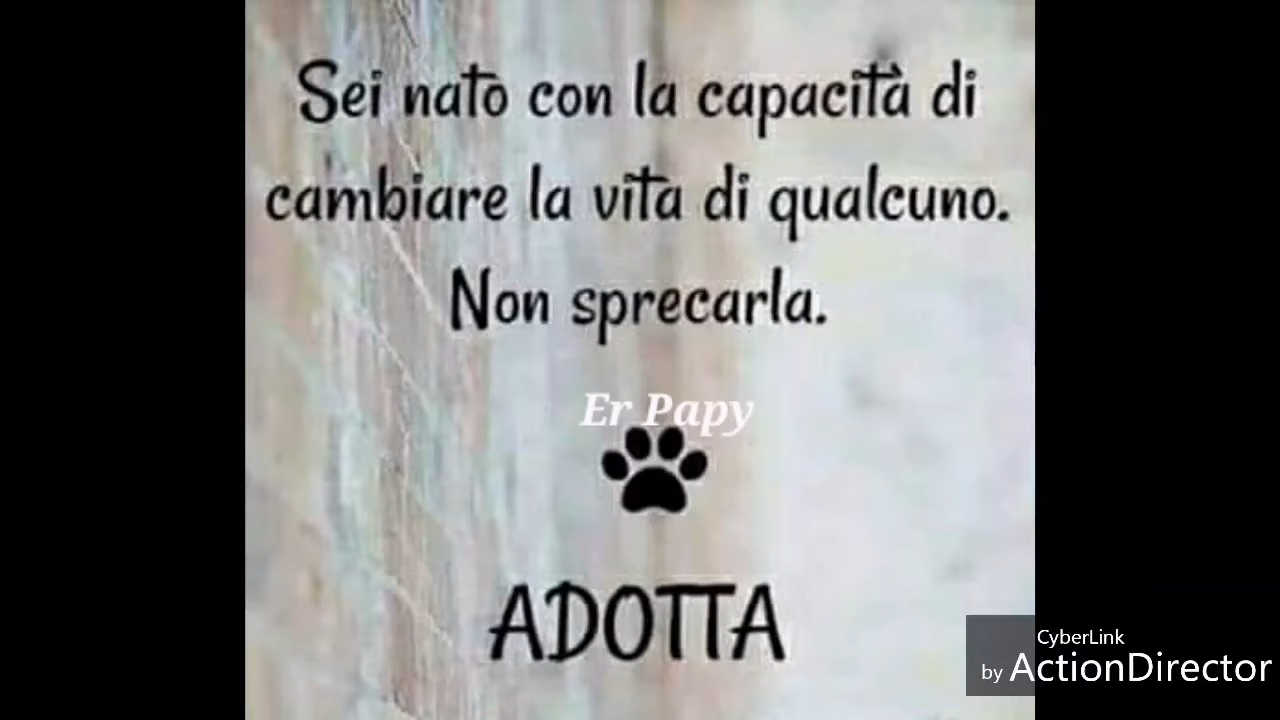 Sei nato con la capacità di
cambiare la vita di qualcuno.
Non sprecarla.
Er Papy
ADOTTA
CyberLink
by ActionDirector